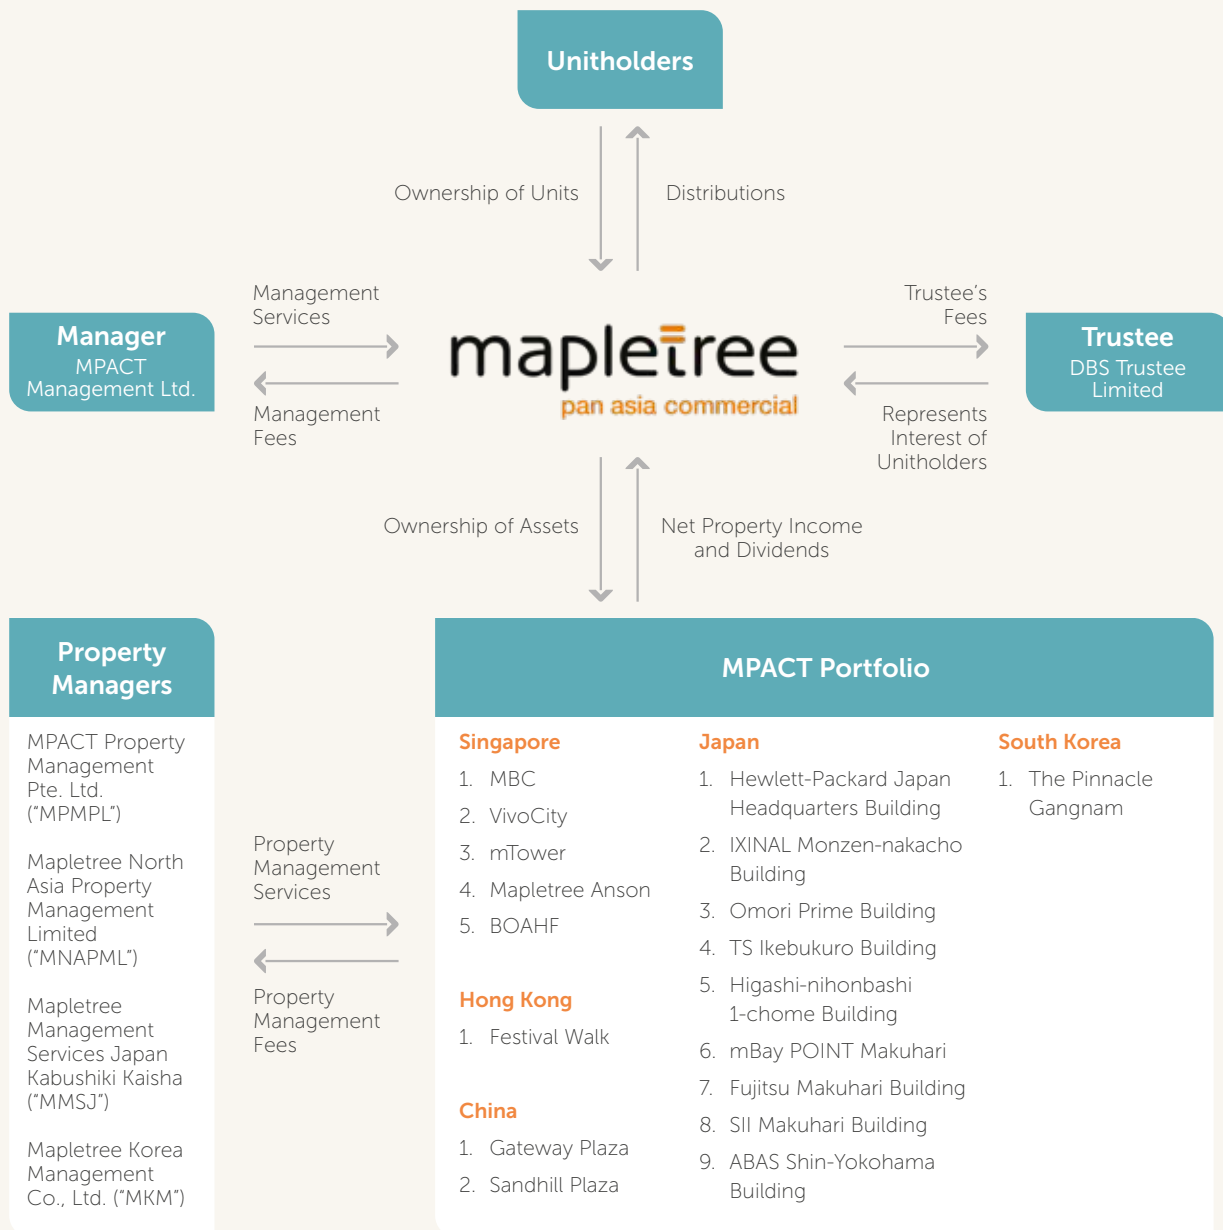 Unitholders
Ownership of Units
Distributions
Manager
MPACT
Management Ltd.
Management
Services
Management
Fees
mapletree
pan asia commercial
Trustee's
Fees
Represents
Interest of
Unitholders
Trustee
DBS Trustee
Limited
Ownership of Assets
Net Property Income
and Dividends
Property
Managers
MPACT Property
Management
Pte. Ltd.
("MPMPL")
Mapletree North
Asia Property
Management
Limited
("MNAPML")
Mapletree
Management
Services Japan
Kabushiki Kaisha
("MMSJ")
Mapletree Korea
Management
Co., Ltd. ("MKM")
Property
Management
Services
Property
Management
Fees
MPACT Portfolio
Singapore
1. MBC
2. VivoCity
3. mTower
4. Mapletree Anson
5. BOAHF
Hong Kong
1. Festival Walk
China
1. Gateway Plaza
2. Sandhill Plaza
Japan
1. Hewlett-Packard Japan
Headquarters Building
2. IXINAL Monzen-nakacho
Building
3. Omori Prime Building
4. TS Ikebukuro Building
5. Higashi-nihonbashi
1-chome Building
6. mBay POINT Makuhari
7. Fujitsu Makuhari Building
8. SII Makuhari Building
9. ABAS Shin-Yokohama
Building
South Korea
1. The Pinnacle
Gangnam